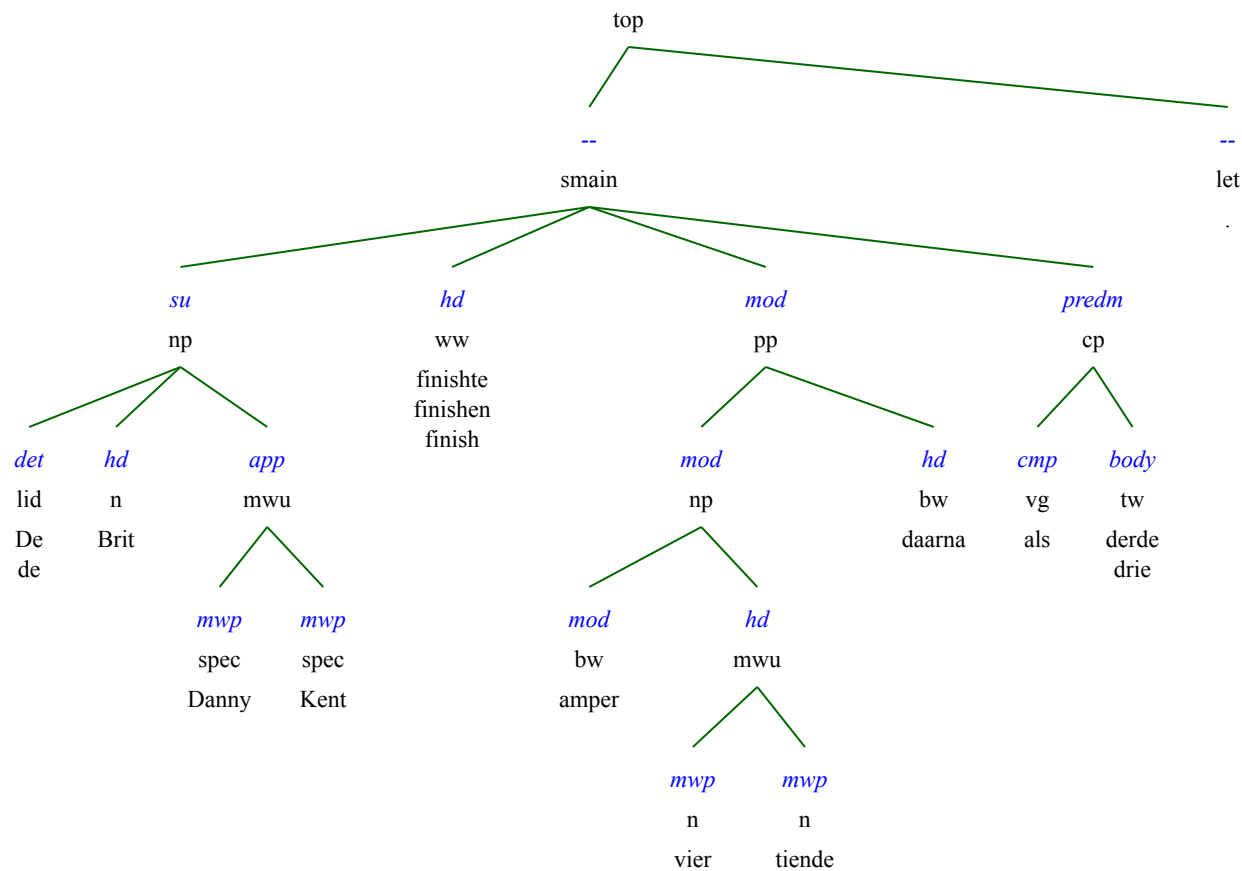 top
-- --
smain let
.
su hd mod predm
np ww pp cp
finishte
finishen
finish
det hd app mod hd cmp body
lid n mwu np bw vg tw
De Brit daarna als derde
de drie
mwp mwp mod hd
spec spec bw mwu
Danny Kent amper
mwp mwp
n n
vier tiende